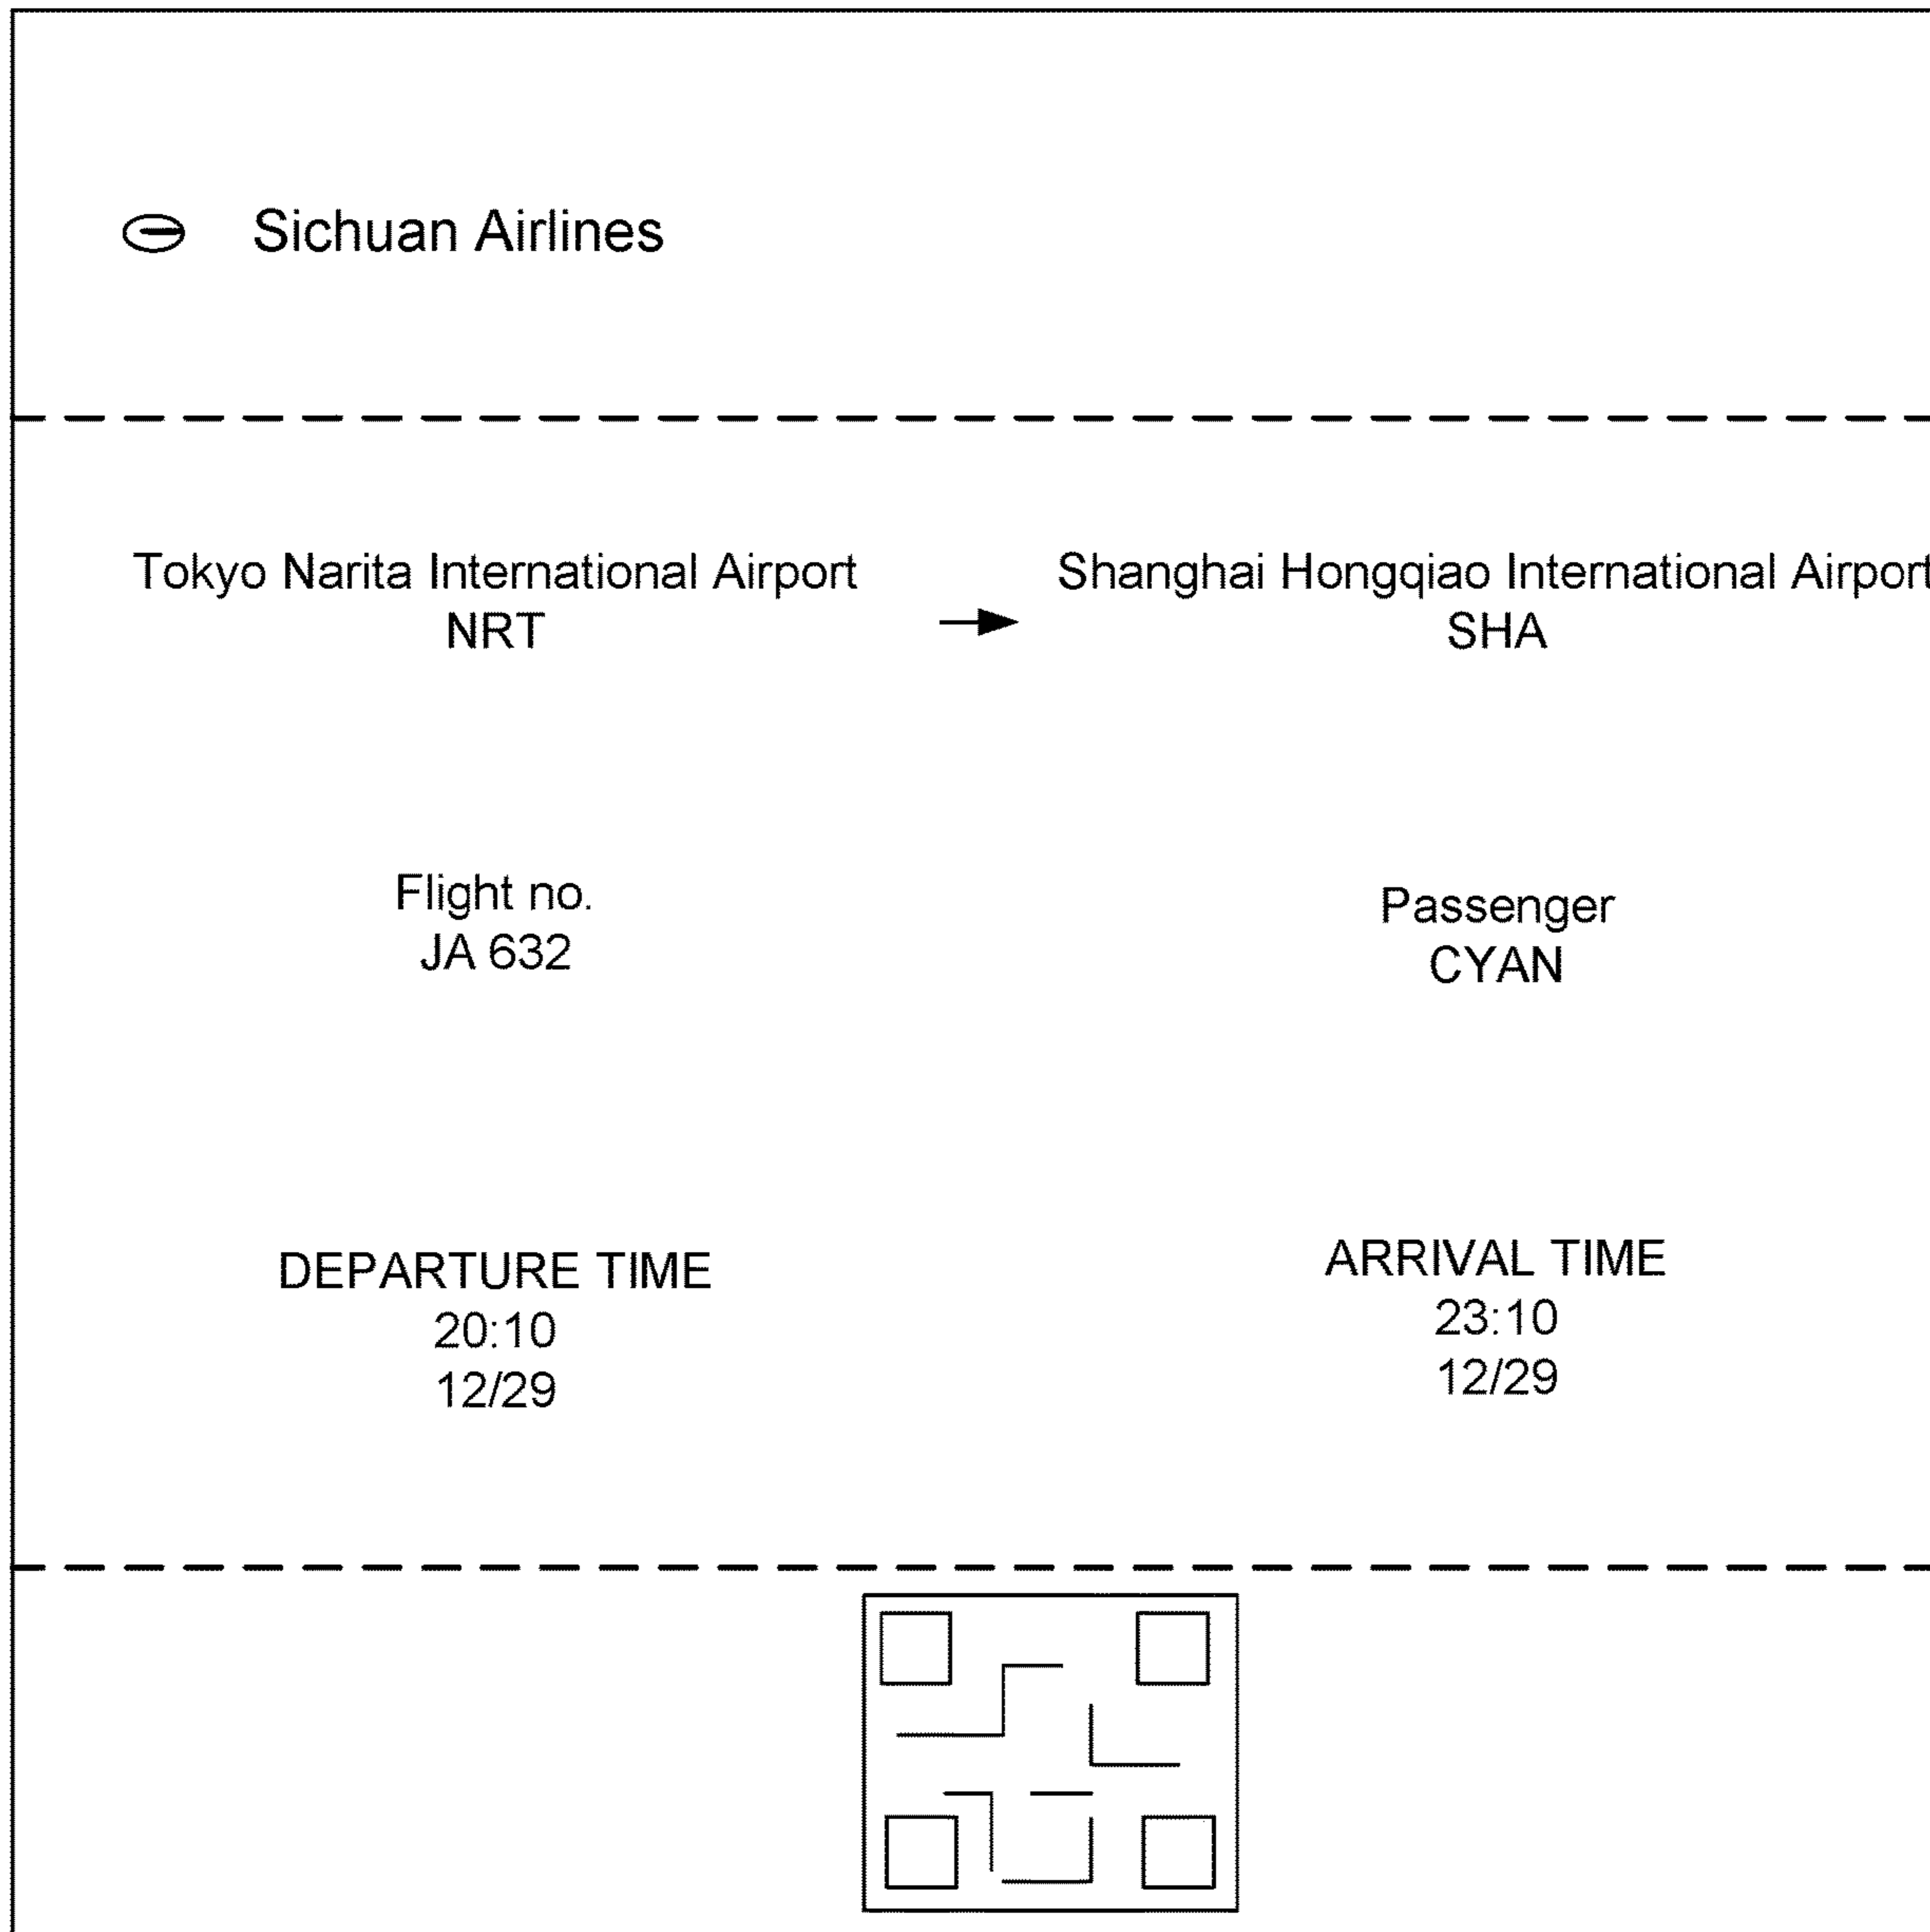 Sichuan Airlines
Tokyo Narita International Airport
NRT
Shanghai Hongqiao International Airport
SHA
Flight no.
JA 632
Passenger
CYAN
DEPARTURE TIME
20:10
12/29
ARRIVAL TIME
23:10
12/29